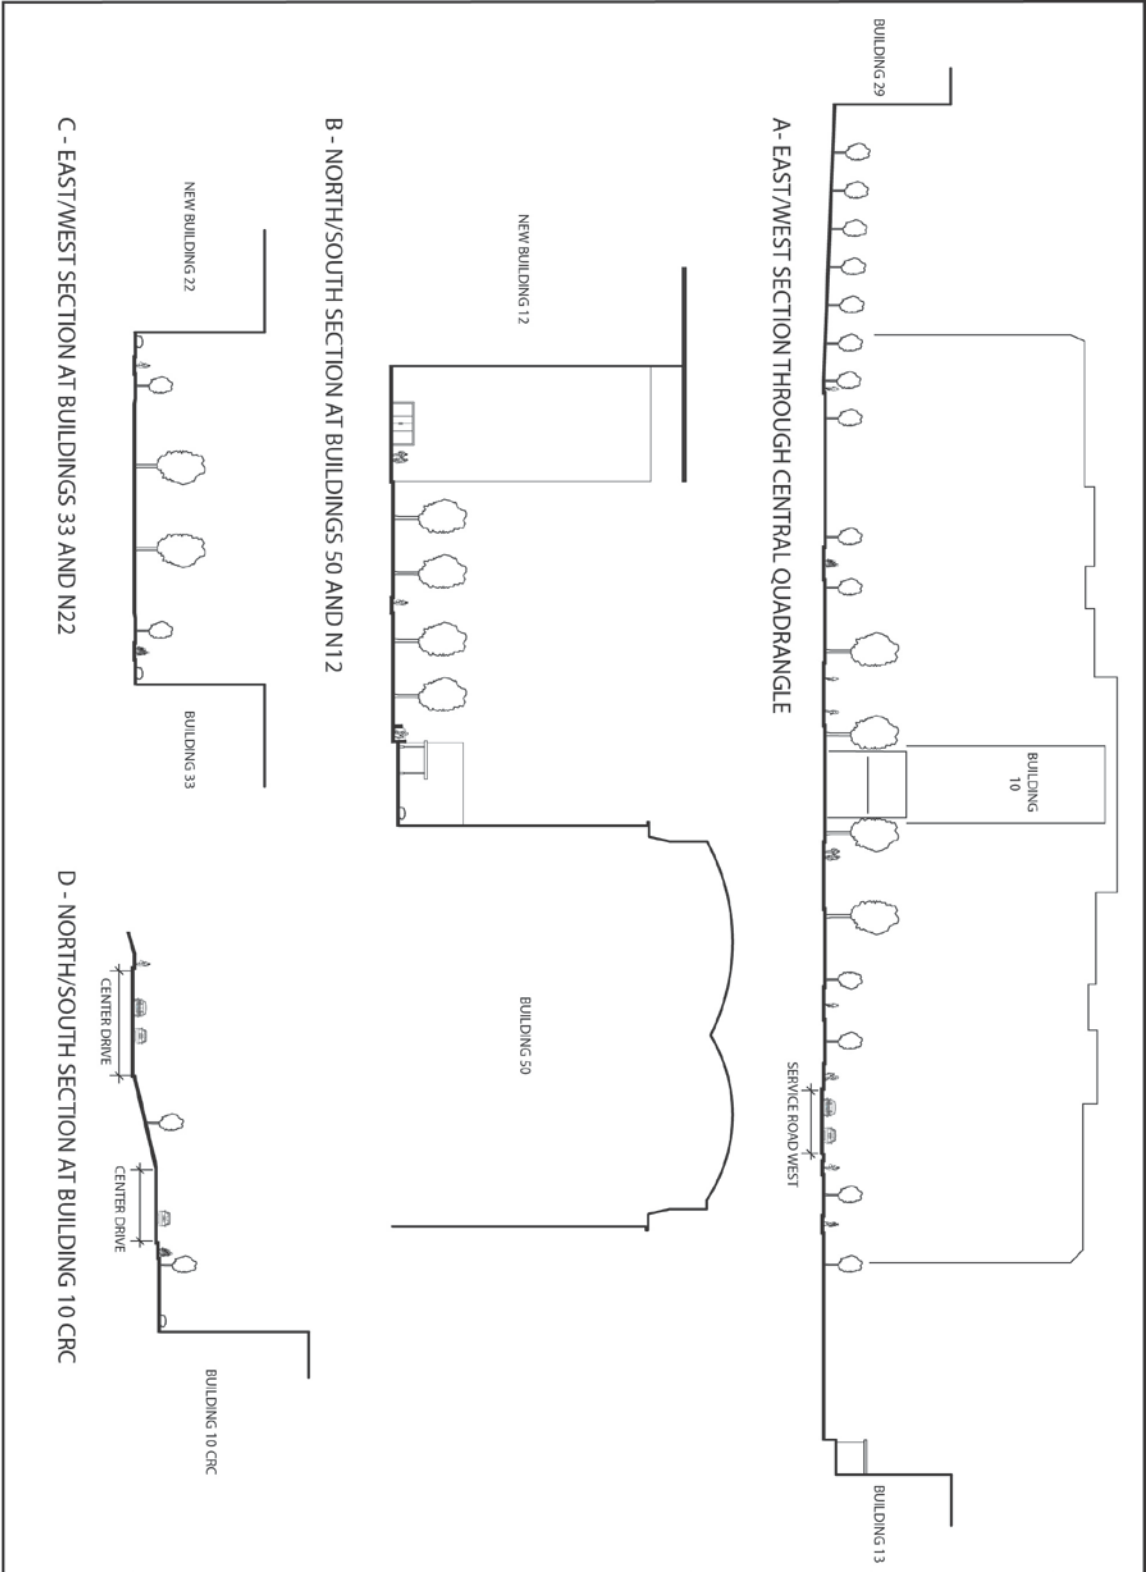 BUILDING 29
BUILDING
10
SERVICE ROAD WEST
BUILDING 13
A- EAST/WEST SECTION THROUGH CENTRAL QUADRANGLE
NEW BUILDING 12
BUILDING 50
B - NORTH/SOUTH SECTION AT BUILDINGS 50 AND N12
NEW BUILDING 22
BUILDING 33
C - EAST/WEST SECTION AT BUILDINGS 33 AND N22
CENTER DRIVE
CENTER DRIVE
BUILDING 10 CRC
D - NORTH/SOUTH SECTION AT BUILDING 10 CRC